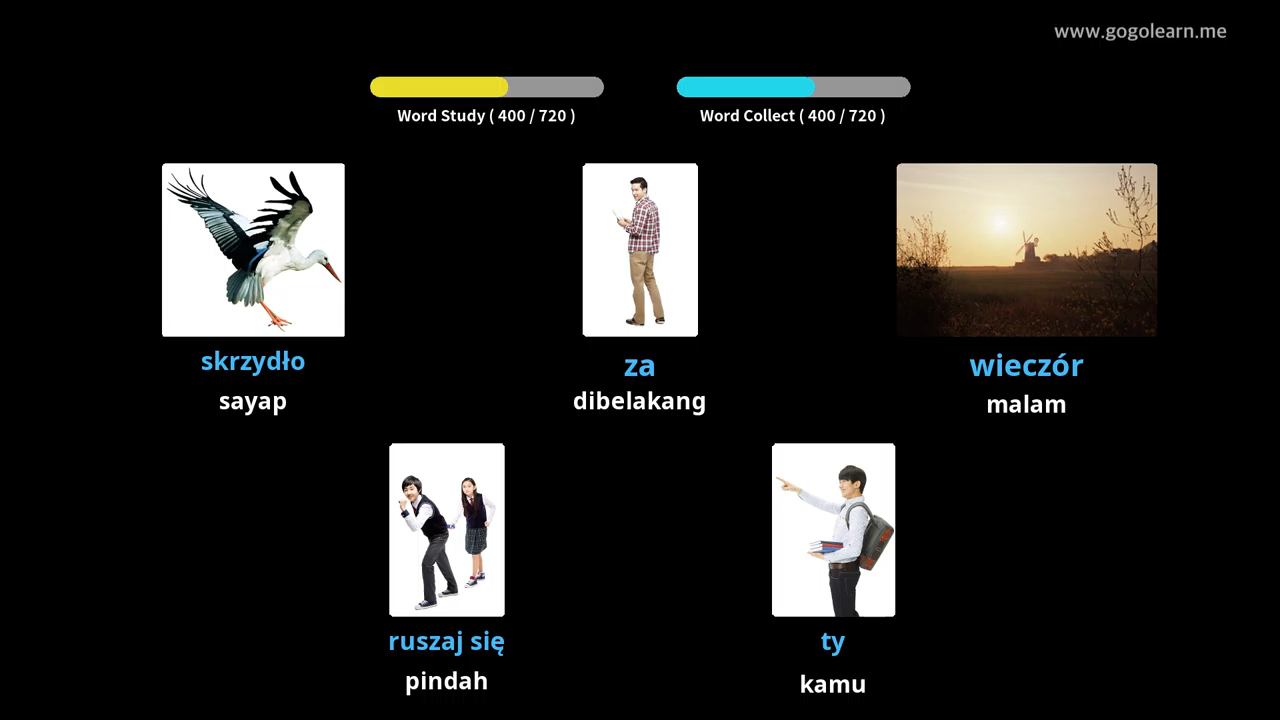 www.gogolearn.me
Word Study ( 400 / 720 )
Word Collect ( 400 / 720 )
skrzydło
sayap
za
dibelakang
wieczór
malam
ruszaj się
pindah
ty
kamu